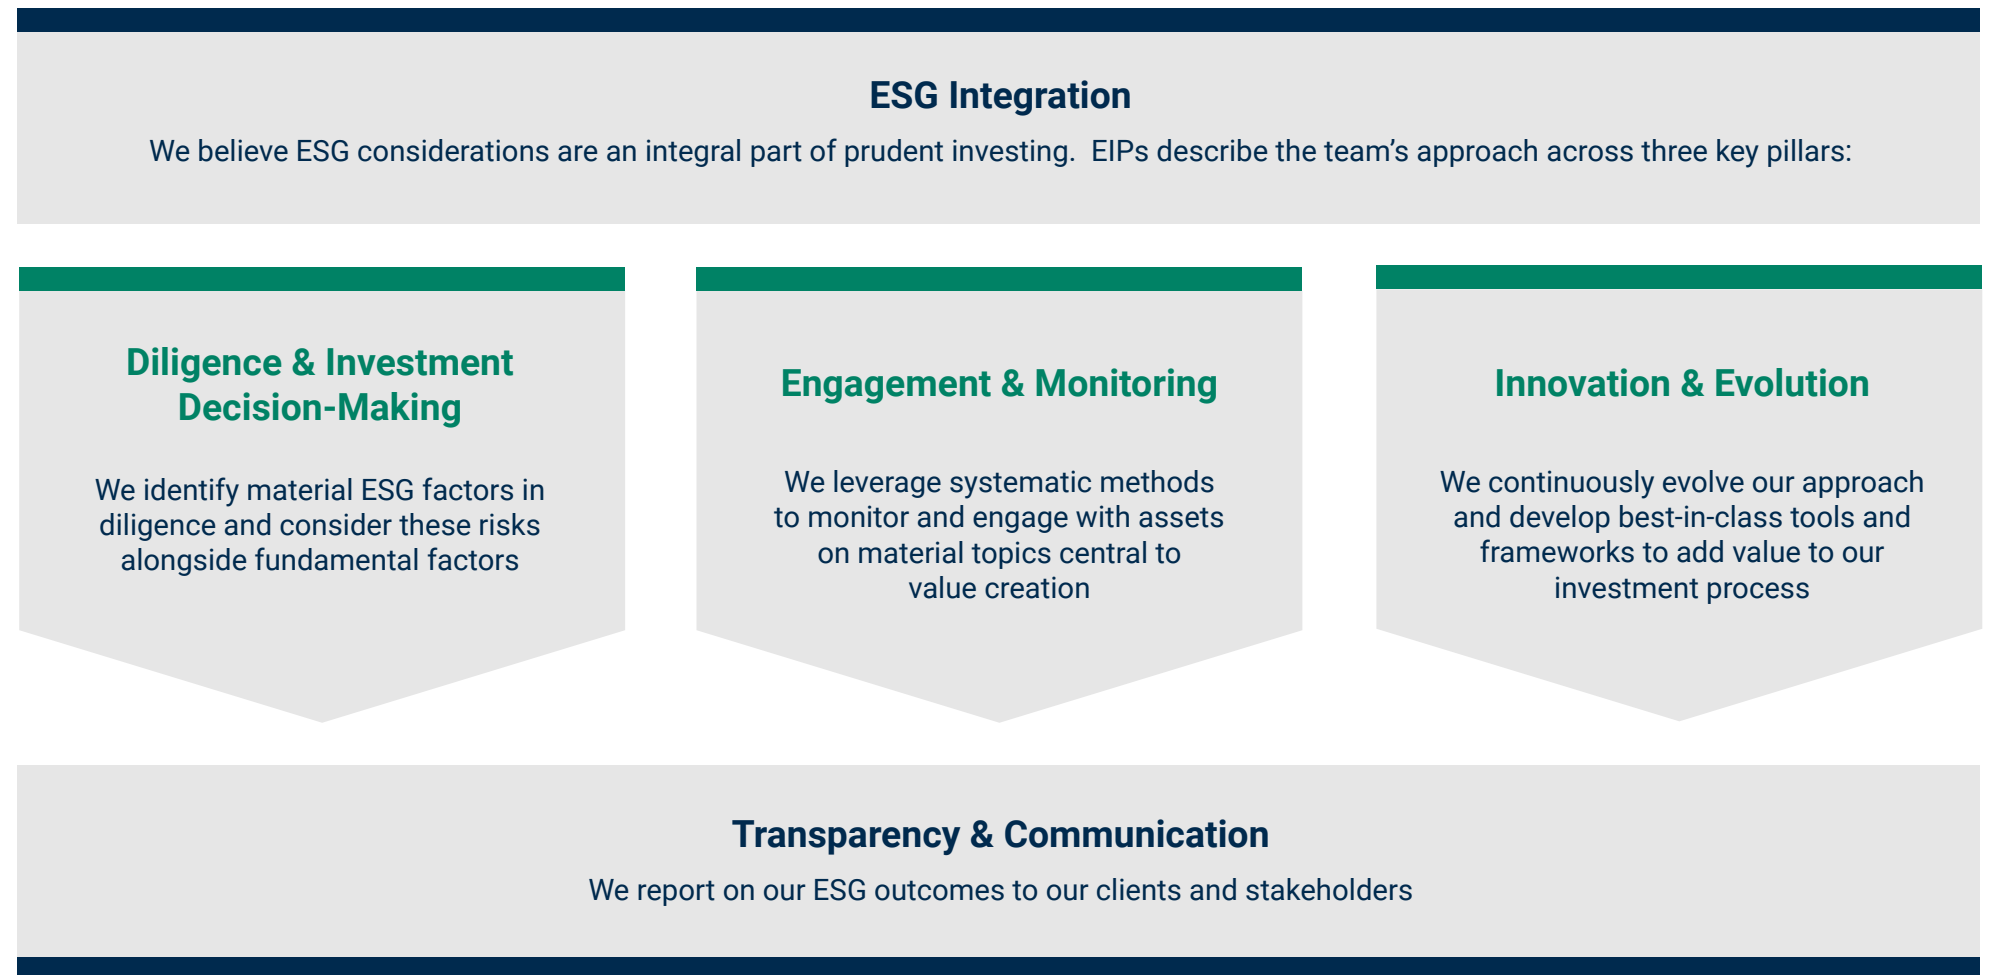 ESG Integration
We believe ESG considerations are an integral part of prudent investing.  EIPs describe the team’s approach across three key pillars:
Diligence & Investment
Decision-Making
We identify material ESG factors in
diligence and consider these risks
alongside fundamental factors
Engagement & Monitoring
We leverage systematic methods
to monitor and engage with assets
on material topics central to
value creation
Innovation & Evolution
We continuously evolve our approach
and develop best-in-class tools and
frameworks to add value to our
investment process
Transparency & Communication
We report on our ESG outcomes to our clients and stakeholders